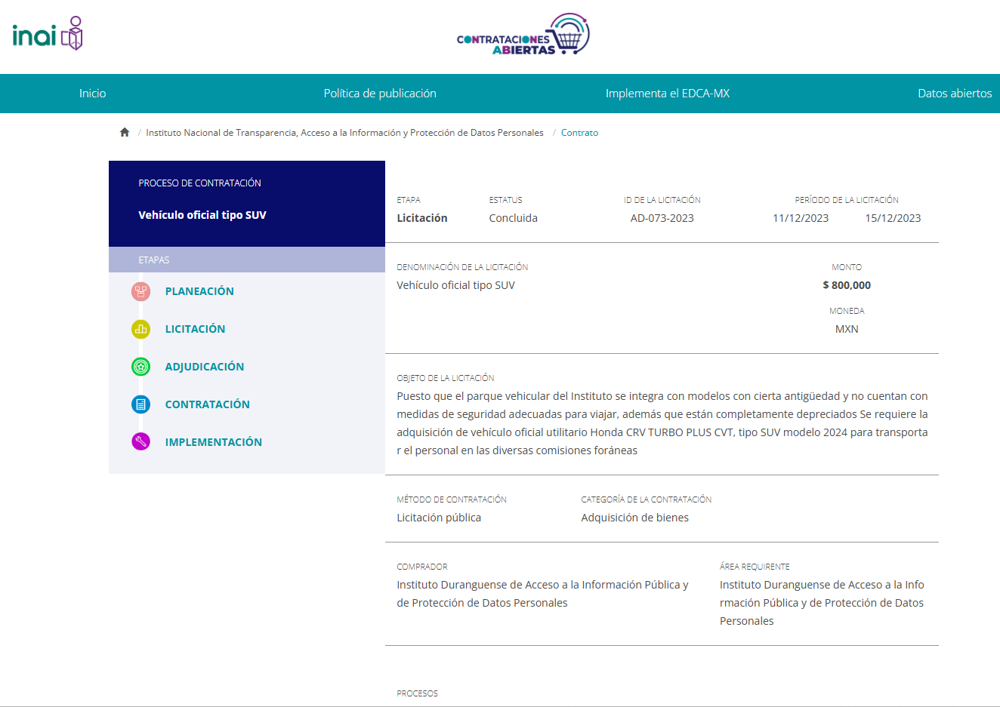 inai
CONTRATACIONES
ABIERTAS
Inicio
Política de publicación
Implementa el EDCA-MX
Datos abiertos
/ Instituto Nacional de Transparencia, Acceso a la Información y Protección de Datos Personales / Contrato
PROCESO DE CONTRATACIÓN
Vehículo oficial tipo SUV
ETAPAS
PLANEACIÓN
LICITACIÓN
ADJUDICACIÓN
CONTRATACIÓN
IMPLEMENTACIÓN
ETAPA
Licitación
ESTATUS
Concluida
ID DE LA LICITACIÓN
AD-073-2023
PERÍODO DE LA LICITACIÓN
11/12/2023 15/12/2023
DENOMINACIÓN DE LA LICITACIÓN
Vehículo oficial tipo SUV
MONTO
$ 800,000
MONEDA
MXN
OBJETO DE LA LICITACIÓN
Puesto que el parque vehicular del Instituto se integra con modelos con cierta antigüedad y no cuentan con
medidas de seguridad adecuadas para viajar, además que están completamente depreciados Se requiere la
adquisición de vehículo oficial utilitario Honda CRV TURBO PLUS CVT, tipo SUV modelo 2024 para transporta
r el personal en las diversas comisiones foráneas
MÉTODO DE CONTRATACIÓN
Licitación pública
CATEGORÍA DE LA CONTRATACIÓN
Adquisición de bienes
COMPRADOR
Instituto Duranguense de Acceso a la Información Pública y
de Protección de Datos Personales
ÁREA REQUIRENTE
Instituto Duranguense de Acceso a la Info
rmación Pública y de Protección de Datos
Personales
PROCESOS